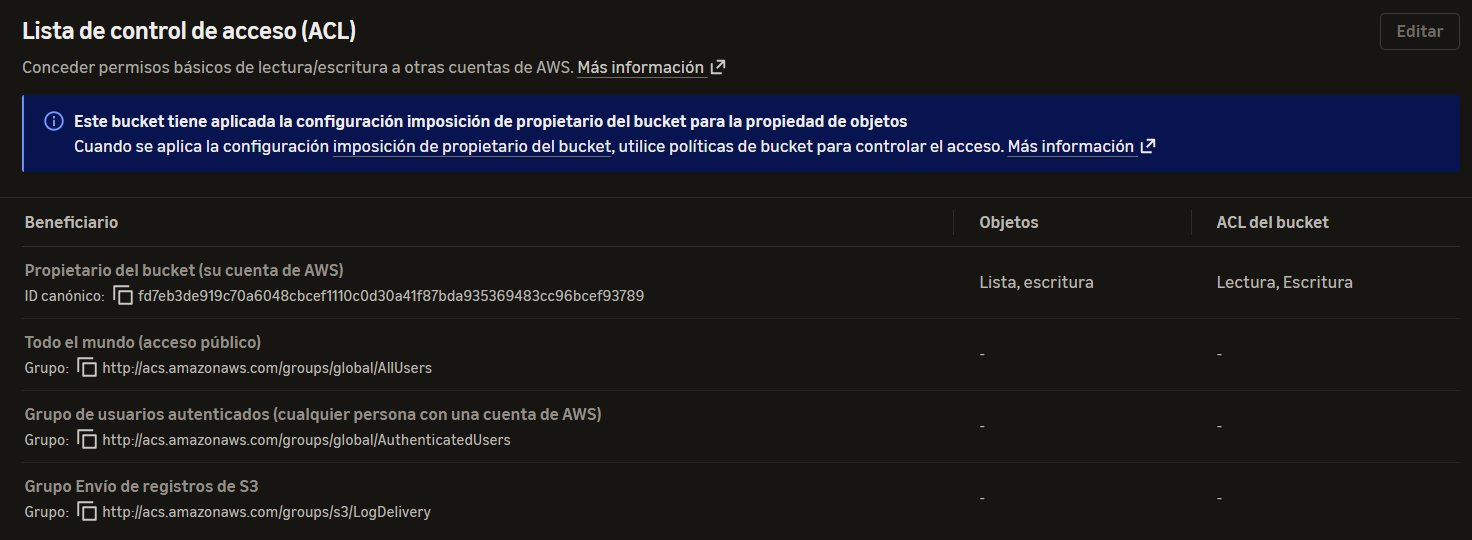 Lista de control de acceso (ACL)
Editar
Conceder permisos básicos de lectura/escritura a otras cuentas de AWS. Más información
Este bucket tiene aplicada la configuración imposición de propietario del bucket para la propiedad de objetos
Cuando se aplica la configuración imposición de propietario del bucket, utilice políticas de bucket para controlar el acceso. Más información
Beneficiario Objetos ACL del bucket
Propietario del bucket (su cuenta de AWS)
ID canónico: fd7eb3de919c70a6048cbcef1110c0d30a41f87bda935369483cc96bcef93789
Lista, escritura Lectura, Escritura
Todo el mundo (acceso público)
Grupo: http://acs.amazonaws.com/groups/global/AllUsers
- -
Grupo de usuarios autenticados (cualquier persona con una cuenta de AWS)
Grupo: http://acs.amazonaws.com/groups/global/AuthenticatedUsers
- -
Grupo Envío de registros de S3
Grupo: http://acs.amazonaws.com/groups/s3/LogDelivery
- -